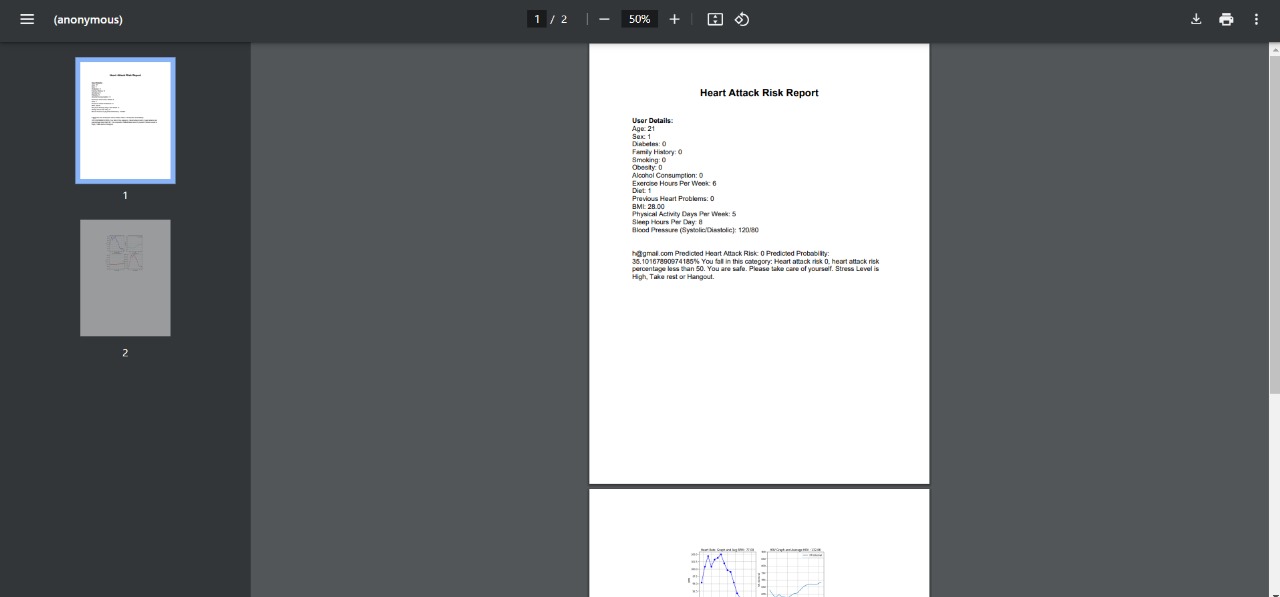 (anonymous)
1 / 2
50%
1
2
Heart Attack Risk Report
User Details:
Age: 21
Sex: 1
Diabetes: 0
Family History: 0
Smoking: 0
Obesity: 0
Alcohol Consumption: 0
Exercise Hours Per Week: 6
Diet: 1
Previous Heart Problems: 0
BMI: 28.00
Physical Activity Days Per Week: 5
Sleep Hours Per Day: 8
Blood Pressure (Systolic/Diastolic): 120/80
h@gmail.com Predicted Heart Attack Risk: 0 Predicted Probability:
35.10167890974185% You fall in this category: Heart attack risk 0, heart attack risk
percentage less than 50. You are safe. Please take care of yourself. Stress Level is
High, Take rest or Hangout.